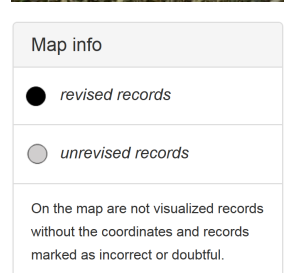 Map info
revised records
unrevised records
On the map are not visualized records
without the coordinates and records
marked as incorrect or doubtful.